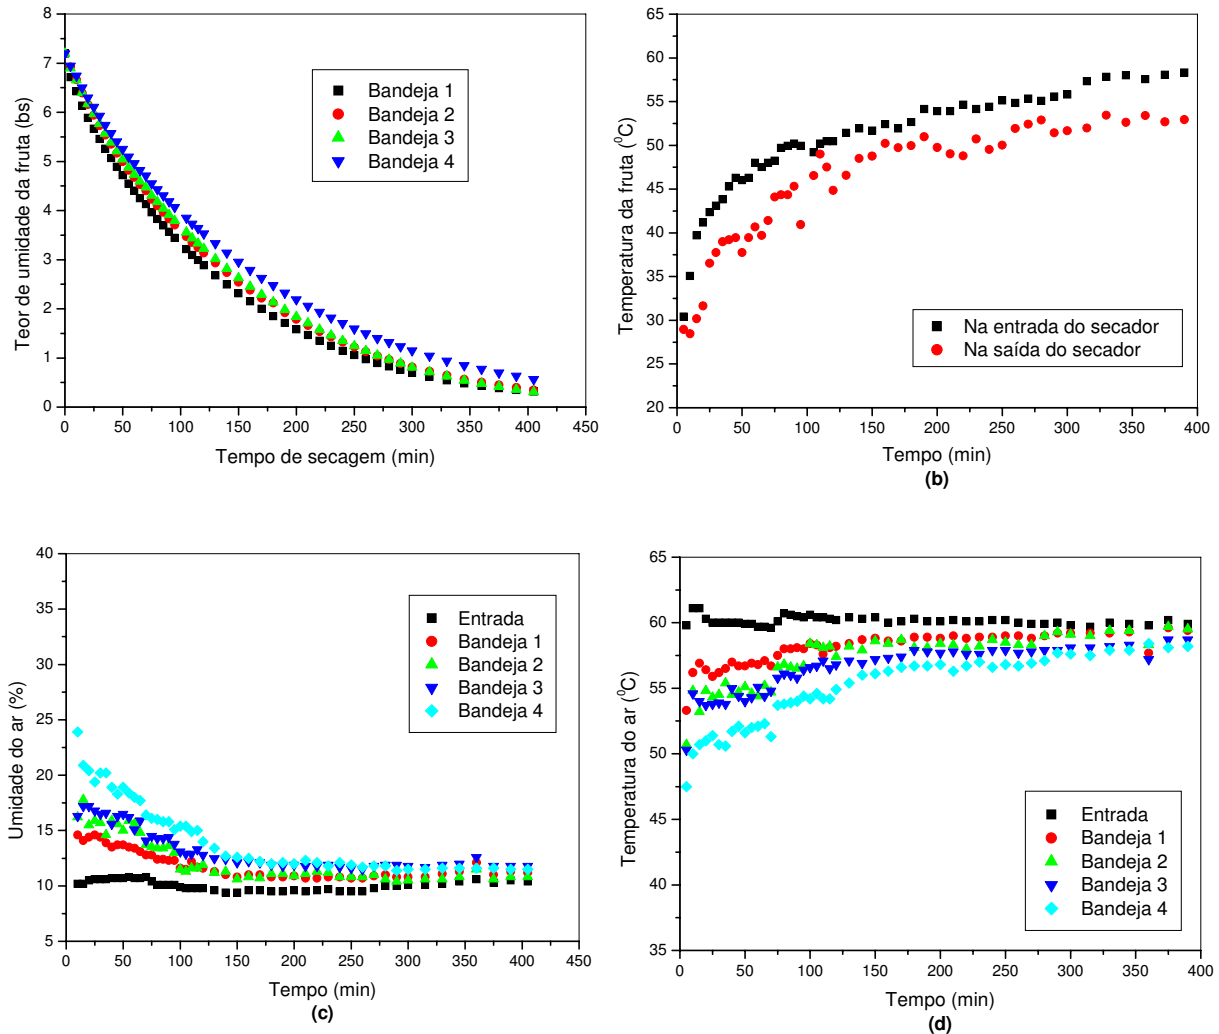 8
7
6
5
4
3
2
1
0
Teor de umidade da fruta (bs)
Bandeja 1
Bandeja 2
Bandeja 3
Bandeja 4
0 50 100 150 200 250 300 350 400 450
Tempo de secagem (min)
65
60
55
50
45
40
35
30
25
20
Temperatura da fruta (⁰C)
Na entrada do secador
Na saída do secador
0 50 100 150 200 250 300 350 400
Tempo (min)
(b)
40
35
30
25
20
15
10
5
Umidade do ar (%)
Entrada
Bandeja 1
Bandeja 2
Bandeja 3
Bandeja 4
0 50 100 150 200 250 300 350 400 450
Tempo (min)
(c)
65
60
55
50
45
40
35
Temperatura do ar (⁰C)
Entrada
Bandeja 1
Bandeja 2
Bandeja 3
Bandeja 4
0 50 100 150 200 250 300 350 400
Tempo (min)
(d)